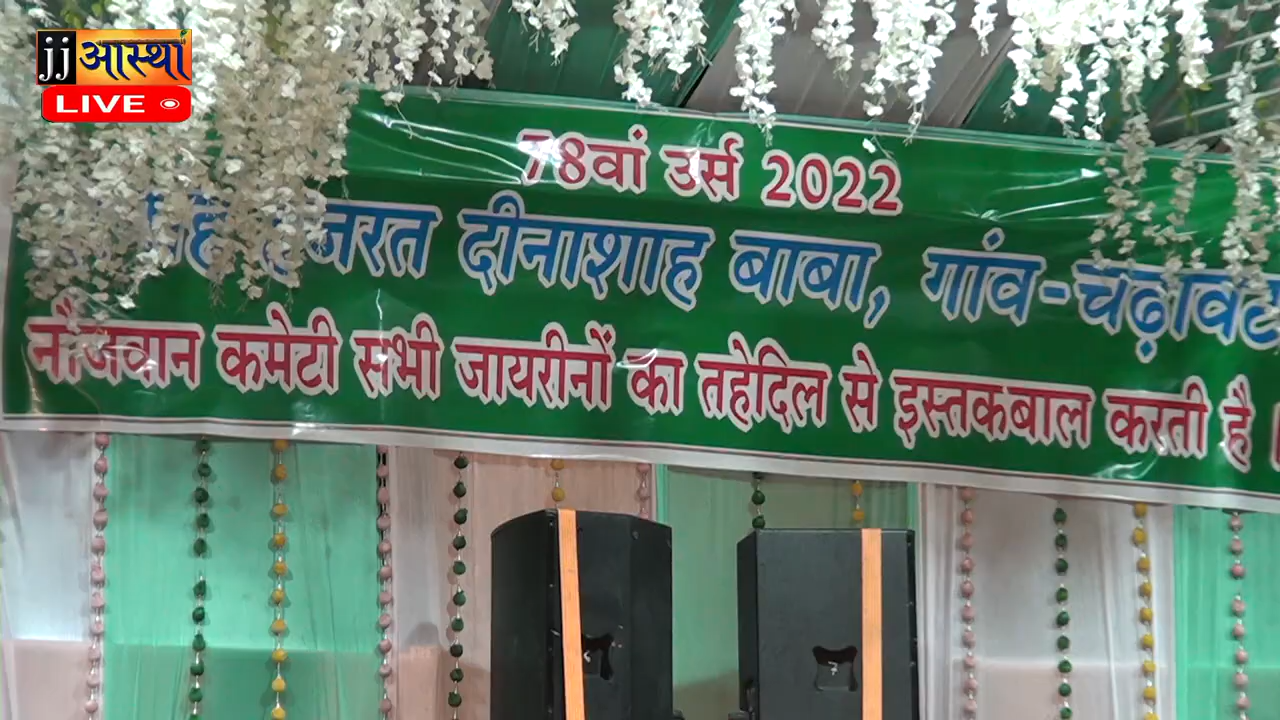 jj आस्था
LIVE
78वां उर्स 2022
हजरत दीनाशाह बाबा, गांव-चढ़ावट
नौजवान कमेटी सभी जायरीनों का तहेदिल से इस्तकबाल करती है